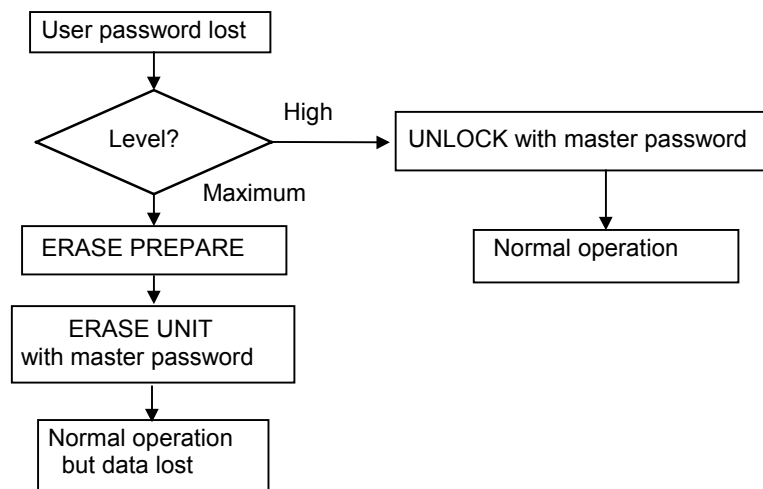 User password lost
Level?
High
UNLOCK with master password
Normal operation
Maximum
ERASE PREPARE
ERASE UNIT
with master password
Normal operation
but data lost